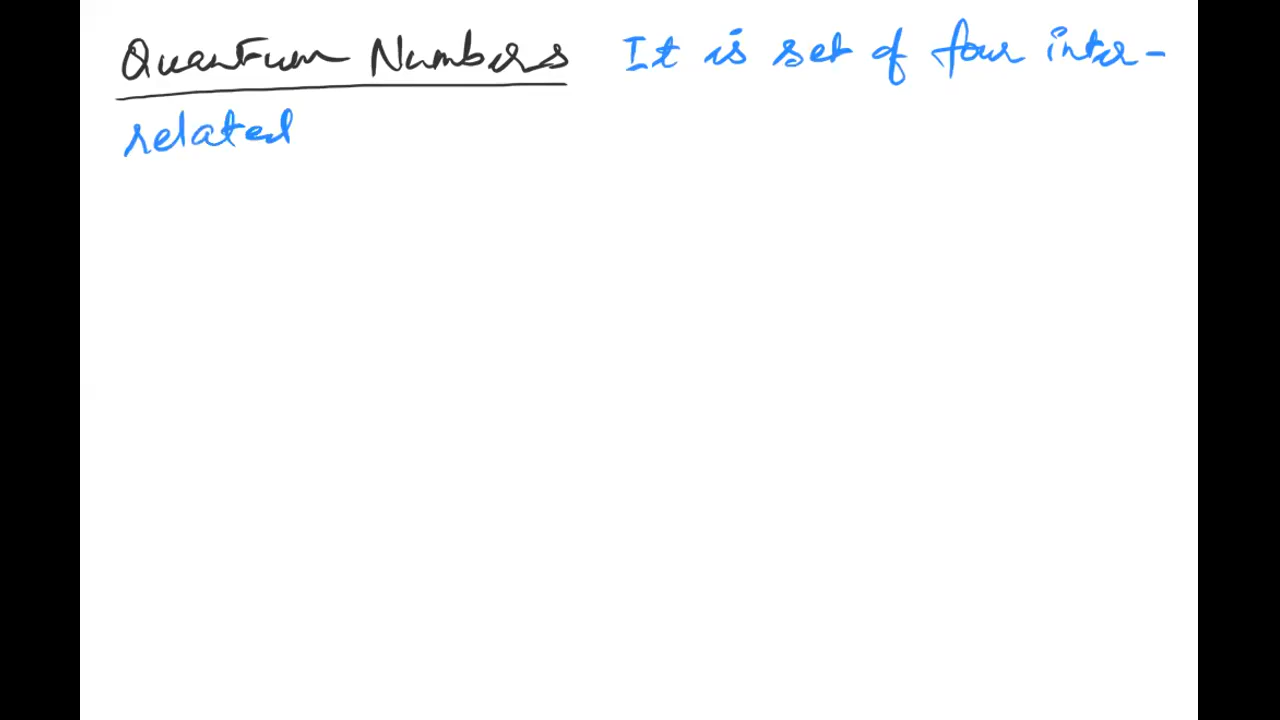 Quantum Numbers It is set of four inter-
related